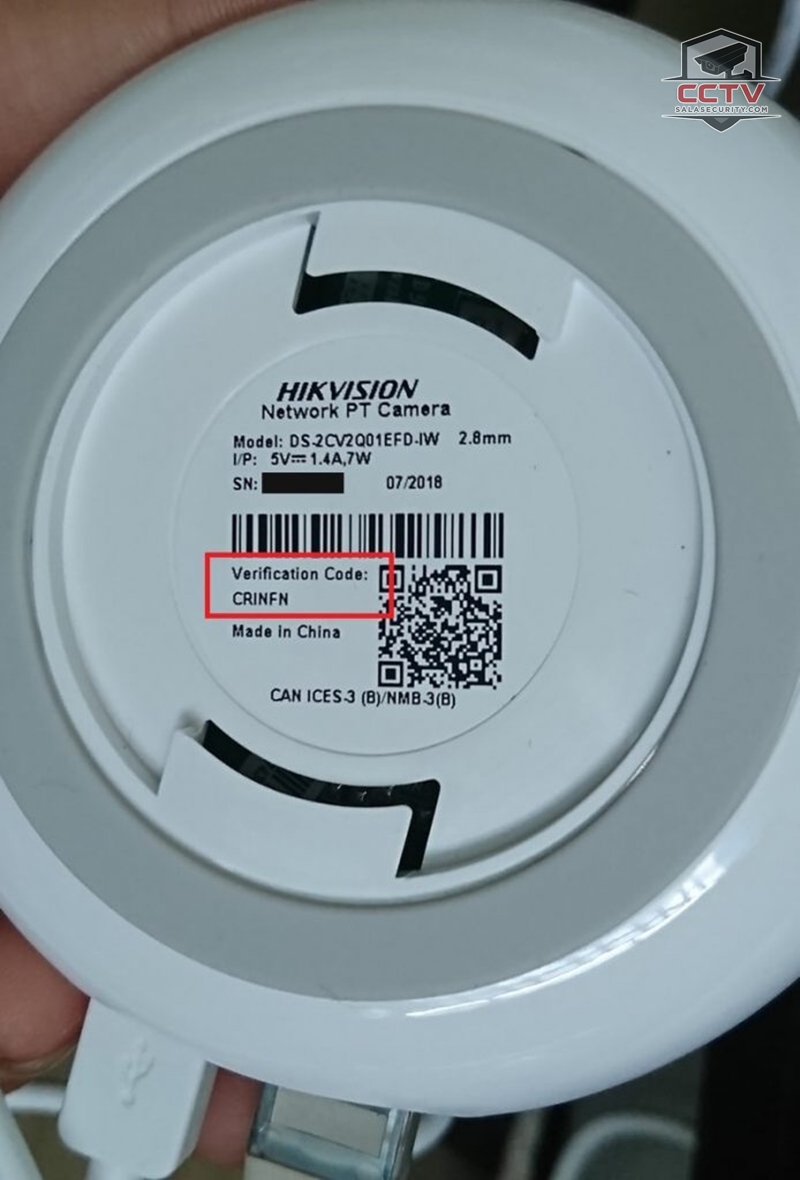 CCTV
SALASECURITY.COM
HIKVISION
Network PT Camera
Model: DS-2CV2Q01EFD-IW 2.8mm
I/P: 5V⎓1.4A,7W
SN: 07/2018
Verification Code:
CRINFN
Made in China
CAN ICES-3 (B)/NMB-3(B)